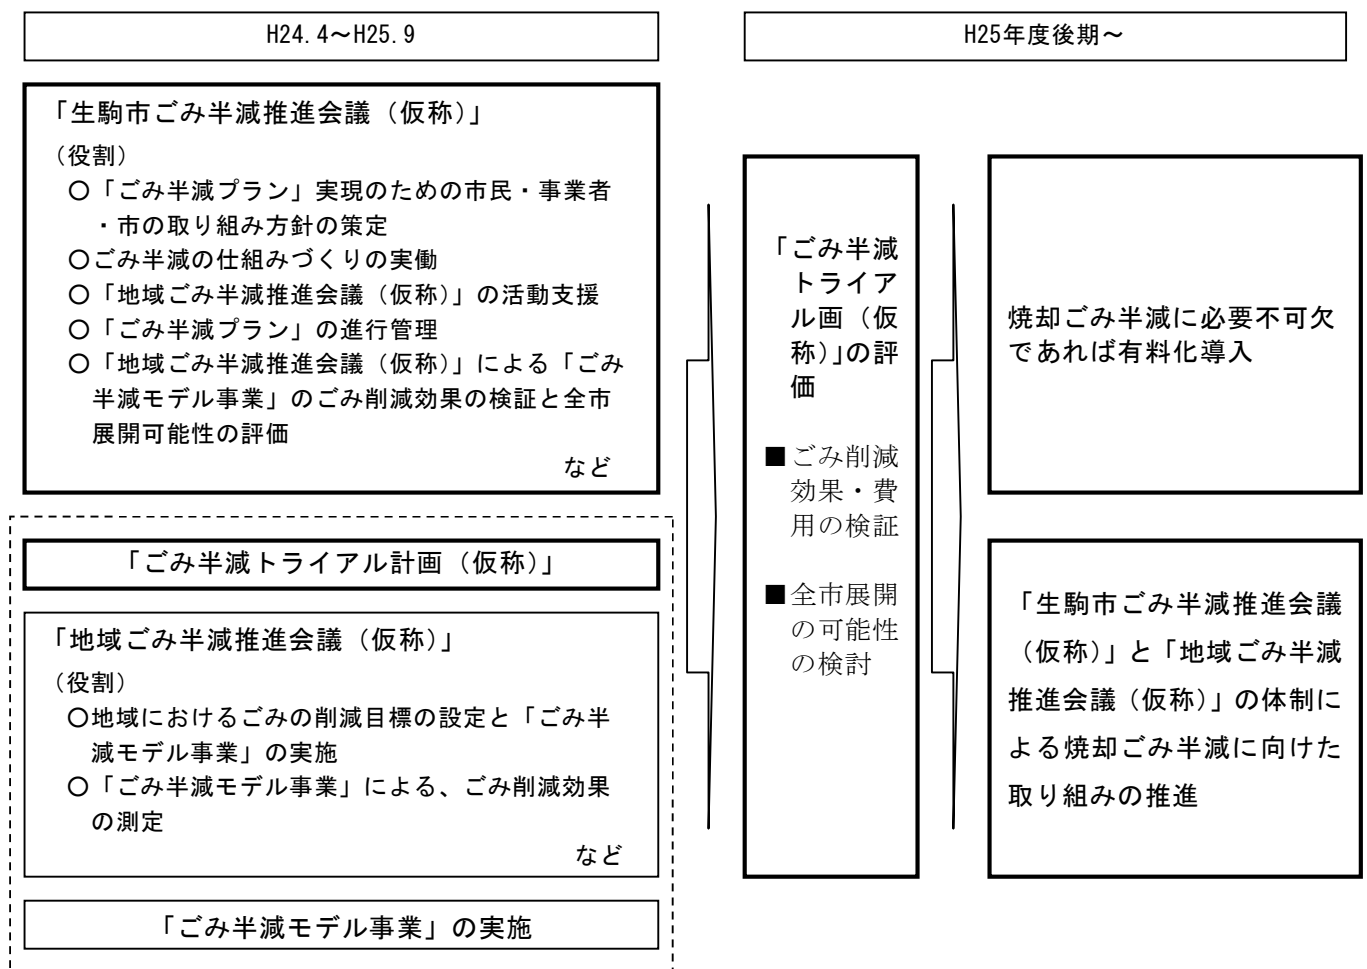 H24.4～H25.9
「生駒市ごみ半減推進会議（仮称）」
（役割）
〇「ごみ半減プラン」実現のための市民・事業者
・市の取り組み方針の策定
〇ごみ半減の仕組みづくりの実働
〇「地域ごみ半減推進会議（仮称）」の活動支援
〇「ごみ半減プラン」の進行管理
〇「地域ごみ半減推進会議（仮称）」による「ごみ
半減モデル事業」のごみ削減効果の検証と全市
展開可能性の評価
など
「ごみ半減トライアル計画（仮称）」
「地域ごみ半減推進会議（仮称）」
（役割）
〇地域におけるごみの削減目標の設定と「ごみ半
減モデル事業」の実施
〇「ごみ半減モデル事業」による、ごみ削減効果
の測定
など
「ごみ半減モデル事業」の実施
H25年度後期～
「ごみ半減
トライア
ル画（仮
称）」の評
価
■ごみ削減
効果・費
用の検証
■全市展開
の可能性
の検討
焼却ごみ半減に必要不可欠
であれば有料化導入
「生駒市ごみ半減推進会議
（仮称）」と「地域ごみ半減
推進会議（仮称）」の体制に
よる焼却ごみ半減に向けた
取り組みの推進